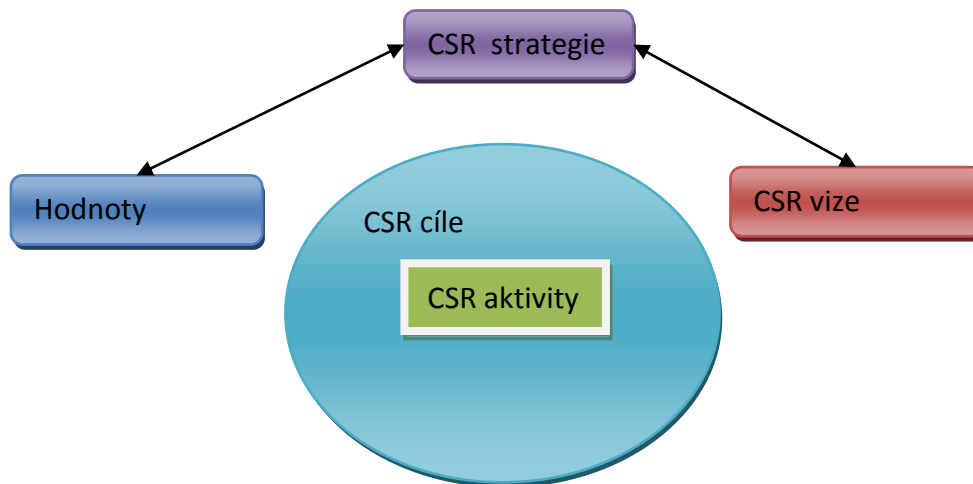 CSR strategie
Hodnoty
CSR vize
CSR cíle
CSR aktivity